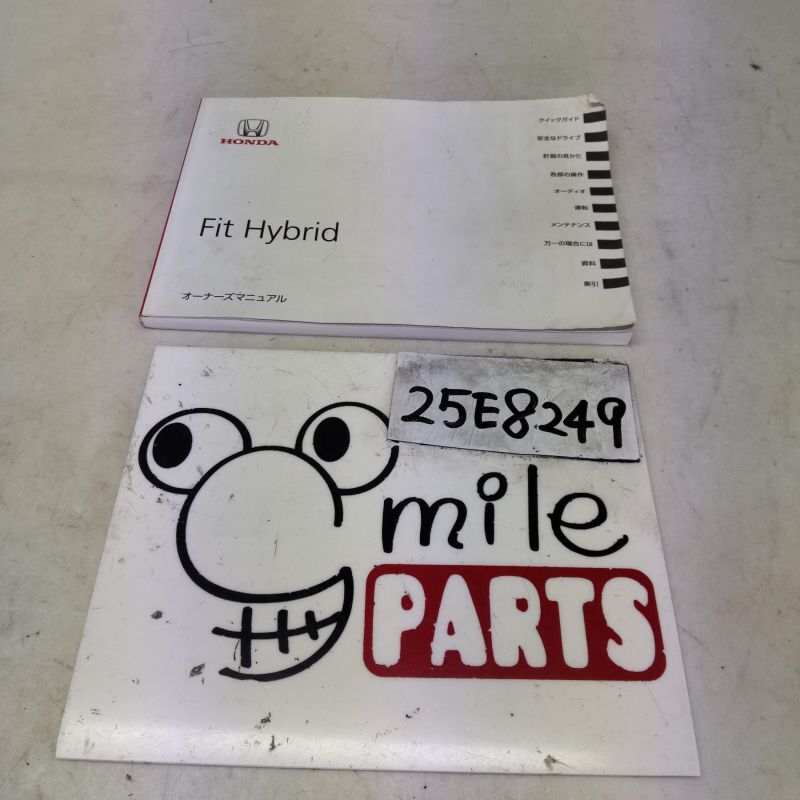 HONDA
Fit Hybrid
オーナーズマニュアル
クイックガイド
安全なドライブ
計器の見かた
各部の操作
オーディオ
運転
メンテナンス
万一の場合には
資料
索引
25E8249
Smile
PARTS